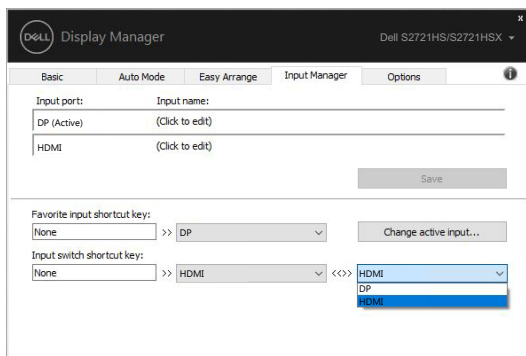 DELL Display Manager Dell S2721HS/S2721HSX
x
Basic Auto Mode Easy Arrange Input Manager Options i
Input port: Input name:
DP (Active) (Click to edit)
HDMI (Click to edit)
Save
Favorite input shortcut key:
None >> DP Change active input...
Input switch shortcut key:
None >> HDMI <<>> HDMI
DP
HDMI